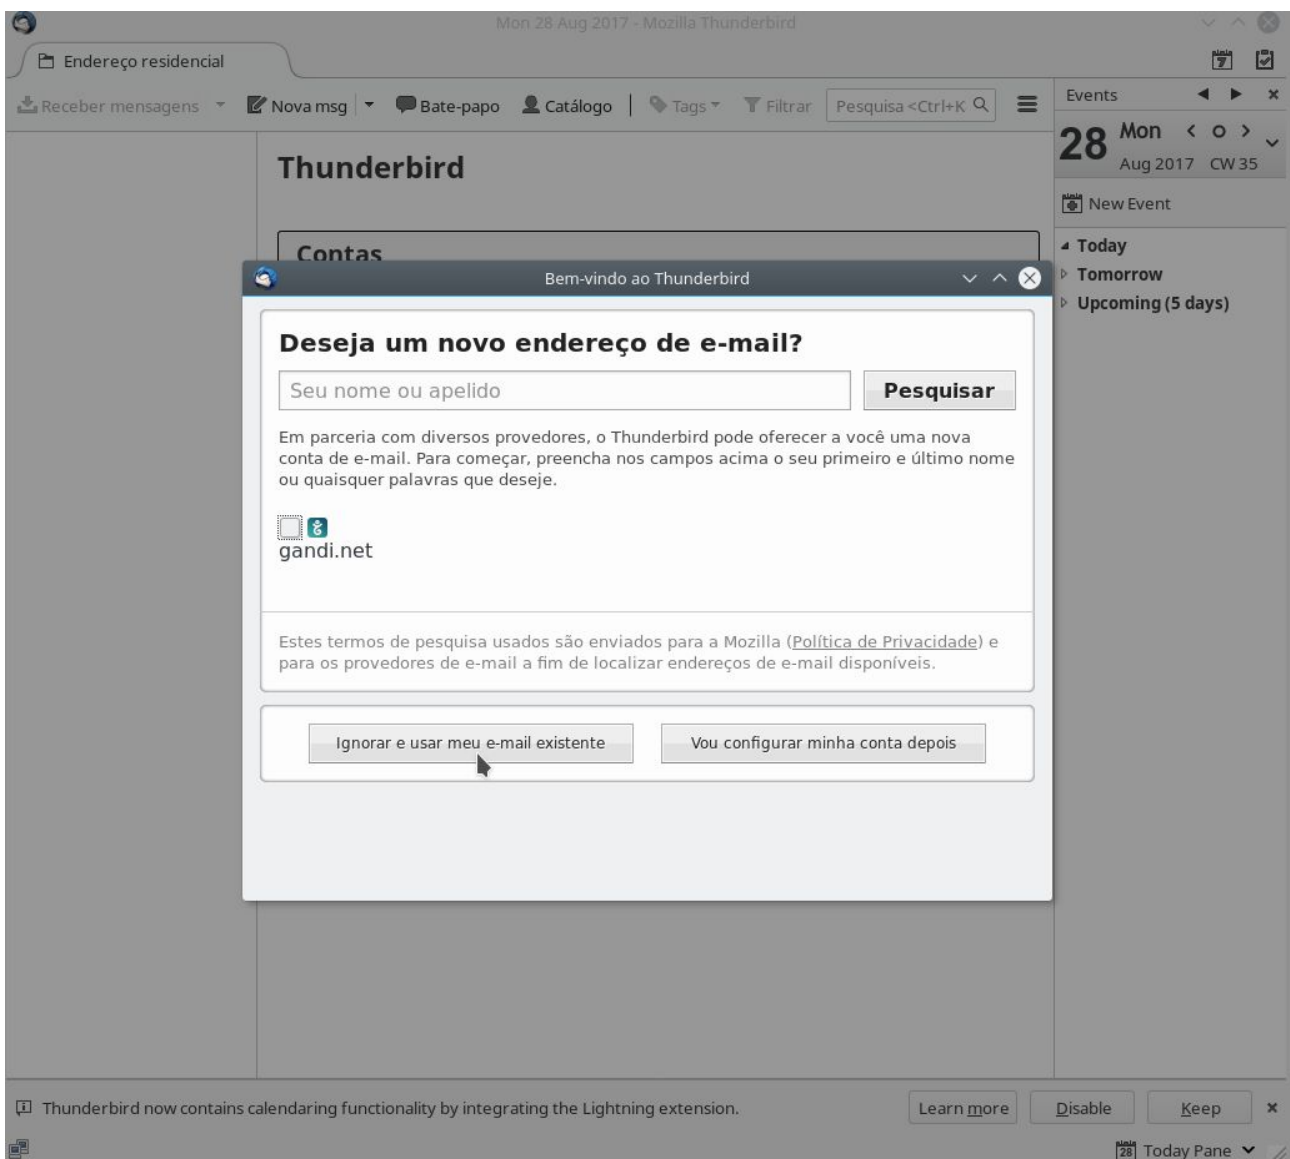 Mon 28 Aug 2017 - Mozilla Thunderbird
Endereço residencial
7
Receber mensagens
Nova msg
Bate-papo
Catálogo
Tags
Filtrar
Pesquisa <Ctrl+K
Events
28
Mon
Aug 2017 CW 35
New Event
Today
Tomorrow
Upcoming (5 days)
Thunderbird
Contas
Bem-vindo ao Thunderbird
Deseja um novo endereço de e-mail?
Seu nome ou apelido
Pesquisar
Em parceria com diversos provedores, o Thunderbird pode oferecer a você uma nova
conta de e-mail. Para começar, preencha nos campos acima o seu primeiro e último nome
ou quaisquer palavras que deseje.
gandi.net
Estes termos de pesquisa usados são enviados para a Mozilla (Política de Privacidade) e
para os provedores de e-mail a fim de localizar endereços de e-mail disponíveis.
Ignorar e usar meu e-mail existente
Vou configurar minha conta depois
Thunderbird now contains calendaring functionality by integrating the Lightning extension.
Learn more
Disable
Keep
28
Today Pane